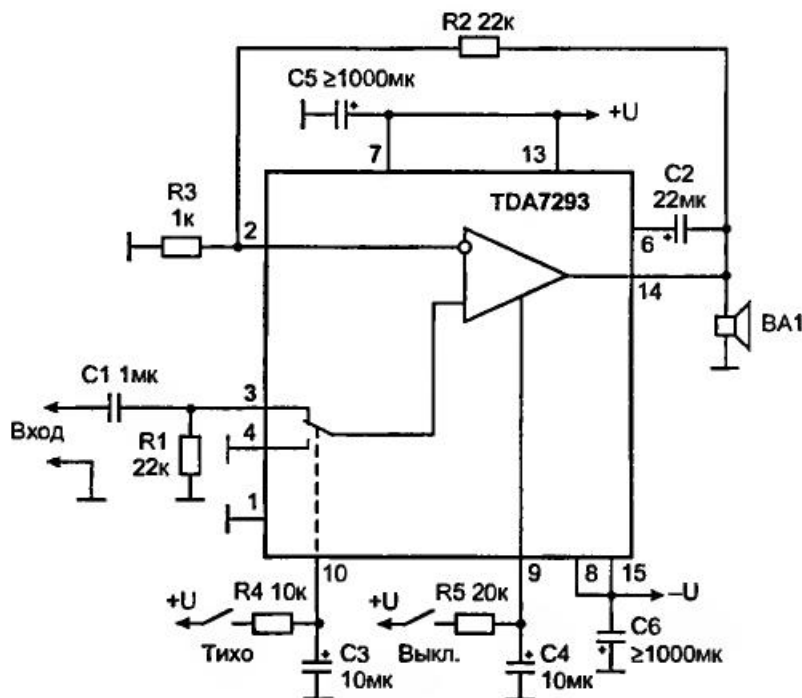 R2 22к
C5 ≥1000мк
+U
7
13
R3
1к
TDA7293
C2
22мк
2
6
14
BA1
C1 1мк
3
Вход
4
R1
22к
1
10
9
8
15
+U
R4 10к
+U
R5 20к
–U
Тихо
C3
10мк
Выкл.
C4
10мк
C6
≥1000мк